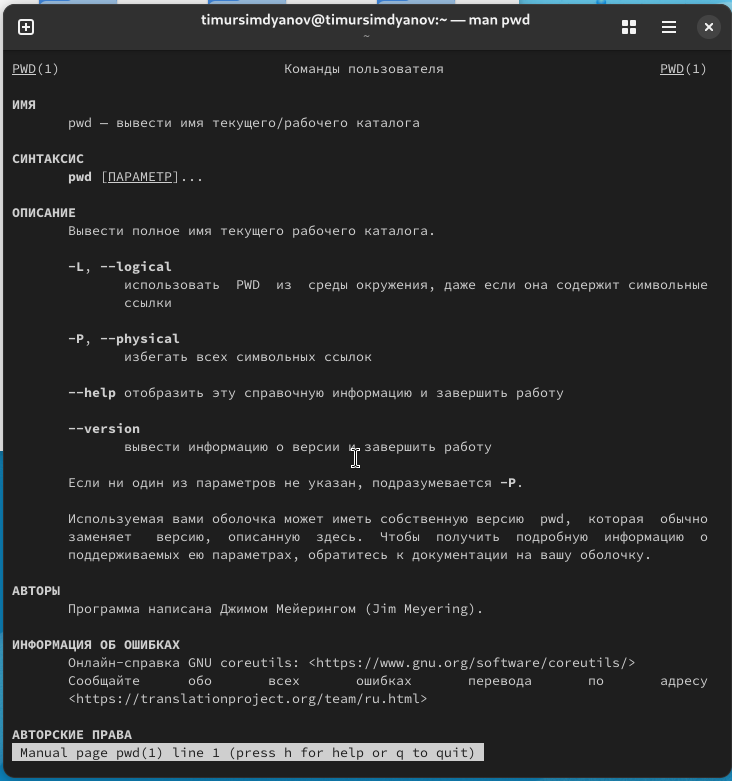 timursimdyanov@timursimdyanov:~ — man pwd
~
PWD(1) Команды пользователя PWD(1)
ИМЯ
pwd – вывести имя текущего/рабочего каталога
СИНТАКСИС
pwd [ПАРАМЕТР]...
ОПИСАНИЕ
Вывести полное имя текущего рабочего каталога.
-L, --logical
использовать PWD из среды окружения, даже если она содержит символьные
ссылки
-P, --physical
избегать всех символьных ссылок
--help отобразить эту справочную информацию и завершить работу
--version
вывести информацию о версии и завершить работу
Если ни один из параметров не указан, подразумевается -P.
Используемая вами оболочка может иметь собственную версию pwd, которая обычно
заменяет версию, описанную здесь. Чтобы получить подробную информацию о
поддерживаемых ею параметрах, обратитесь к документации на вашу оболочку.
АВТОРЫ
Программа написана Джимом Мейерингом (Jim Meyering).
ИНФОРМАЦИЯ ОБ ОШИБКАХ
Онлайн-справка GNU coreutils: <https://www.gnu.org/software/coreutils/>
Сообщайте обо всех ошибках перевода по адресу
<https://translationproject.org/team/ru.html>
АВТОРСКИЕ ПРАВА
Manual page pwd(1) line 1 (press h for help or q to quit)